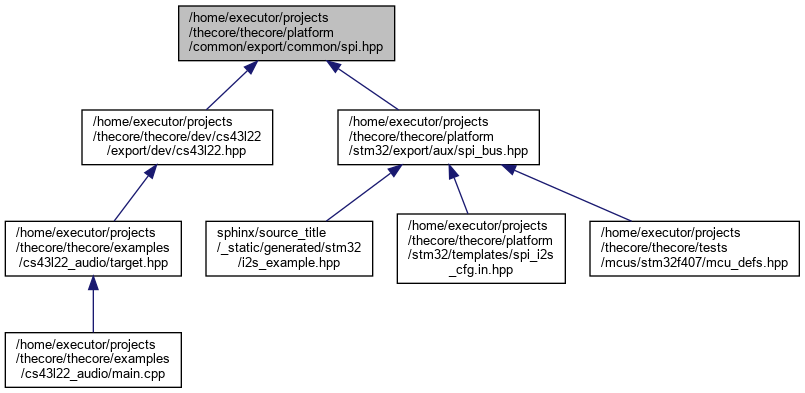 /home/executor/projects
/thecore/thecore/platform
/common/export/common/spi.hpp
/home/executor/projects
/thecore/thecore/dev/cs43l22
/export/dev/cs43l22.hpp
/home/executor/projects
/thecore/thecore/platform
/stm32/export/aux/spi_bus.hpp
/home/executor/projects
/thecore/thecore/examples
/cs43l22_audio/target.hpp
sphinx/source_title
/_static/generated/stm32
/i2s_example.hpp
/home/executor/projects
/thecore/thecore/platform
/stm32/templates/spi_i2s
_cfg.in.hpp
/home/executor/projects
/thecore/thecore/tests
/mcus/stm32f407/mcu_defs.hpp
/home/executor/projects
/thecore/thecore/examples
/cs43l22_audio/main.cpp